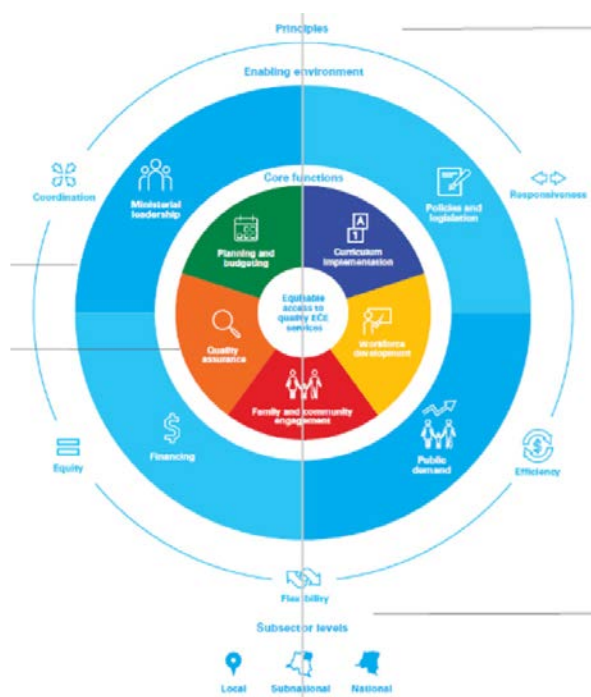 Principles
Enabling environment
Coordination
Ministerial
leadership
Policies and
legislation
Responsiveness
Core functions
Planning and
budgeting
A
1
Curriculum
implementation
Equitable
access to
quality ECE
services
Quality
assurance
Workforce
development
Family and community
engagement
$
Financing
Public
demand
Equity
$
Efficiency
Flexibility
Subsector levels
Local
Subnational
National